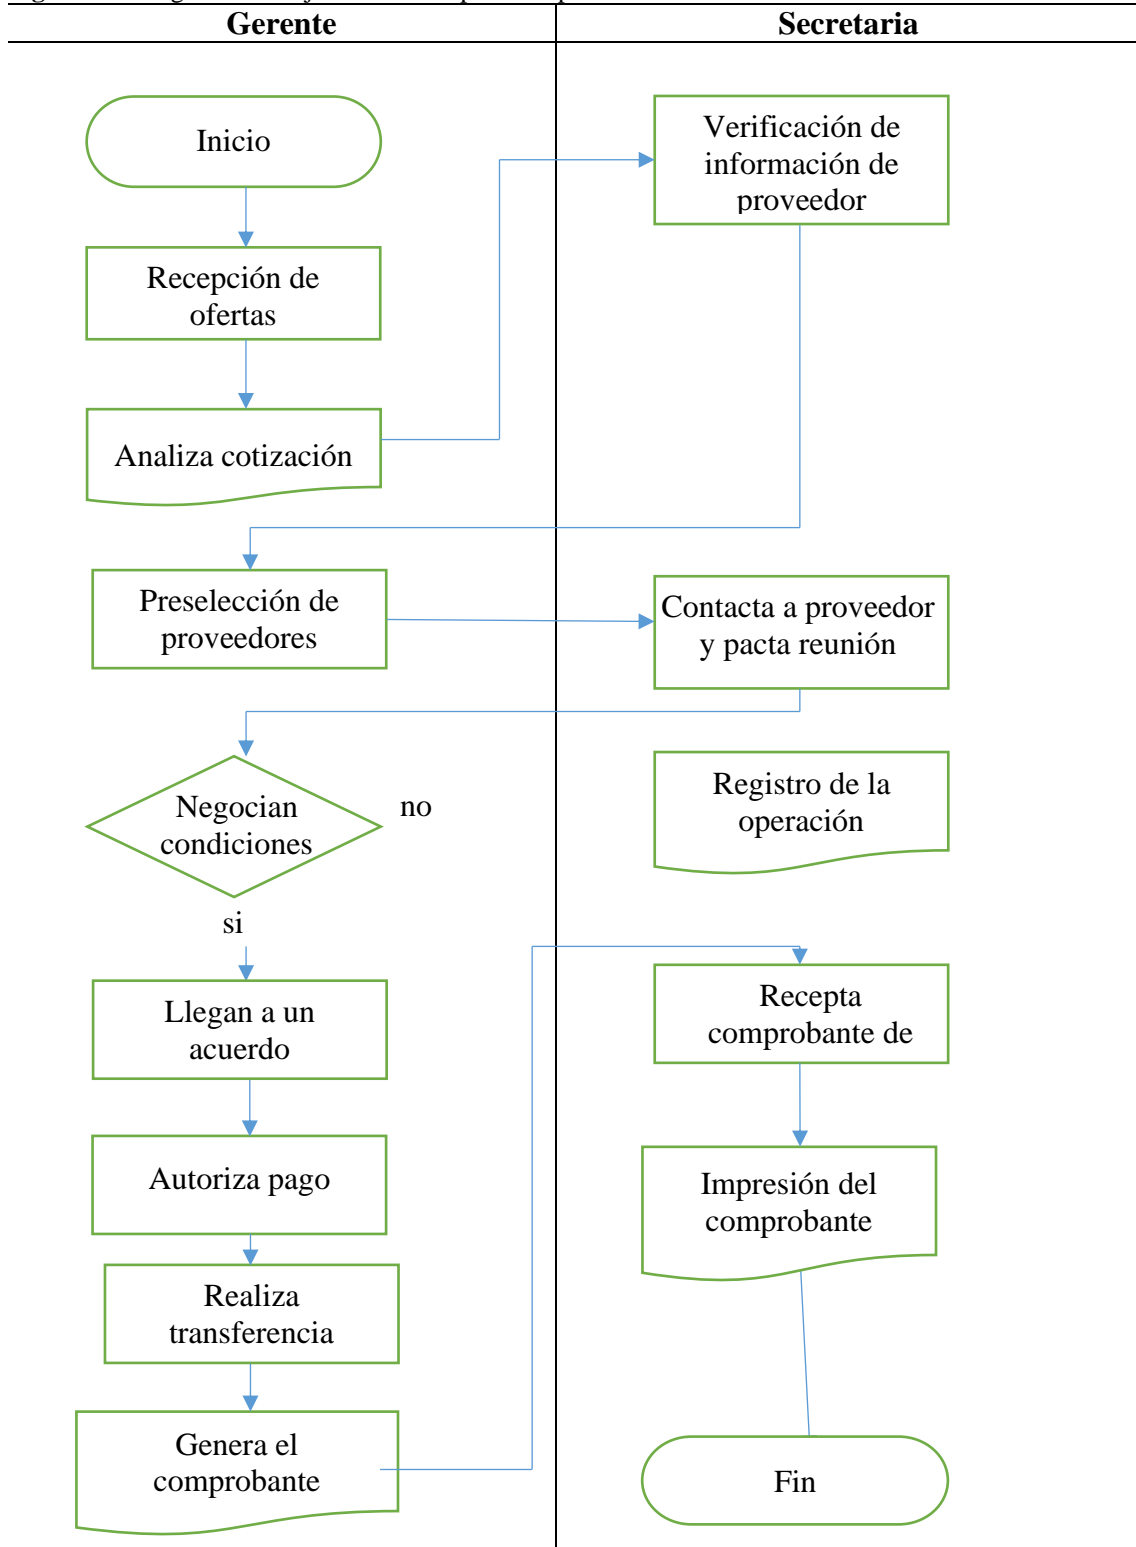 Gerente
Secretaria
Inicio
Verificación de
información de
proveedor
Recepción de
ofertas
Analiza cotización
Preselección de
proveedores
Contacta a proveedor
y pacta reunión
Negocian
condiciones
no
si
Registro de la
operación
Llegan a un
acuerdo
Recepta
comprobante de
Autoriza pago
Impresión del
comprobante
Realiza
transferencia
Genera el
comprobante
Fin